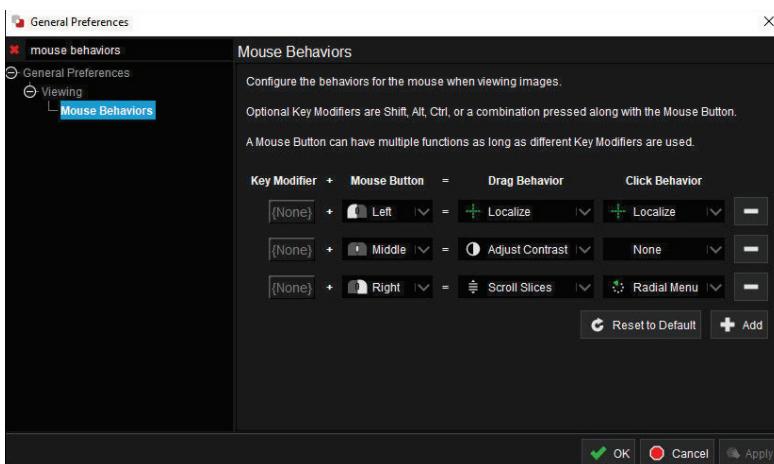 General Preferences
mouse behaviors
Mouse Behaviors
General Preferences
Viewing
Mouse Behaviors
Configure the behaviors for the mouse when viewing images.
Optional Key Modifiers are Shift, Alt, Ctrl, or a combination pressed along with the Mouse Button.
A Mouse Button can have multiple functions as long as different Key Modifiers are used.
Key Modifier + Mouse Button = Drag Behavior Click Behavior
{None} + Left = Localize Localize
{None} + Middle = Adjust Contrast None
{None} + Right = Scroll Slices Radial Menu
Reset to Default Add
OK Cancel Apply